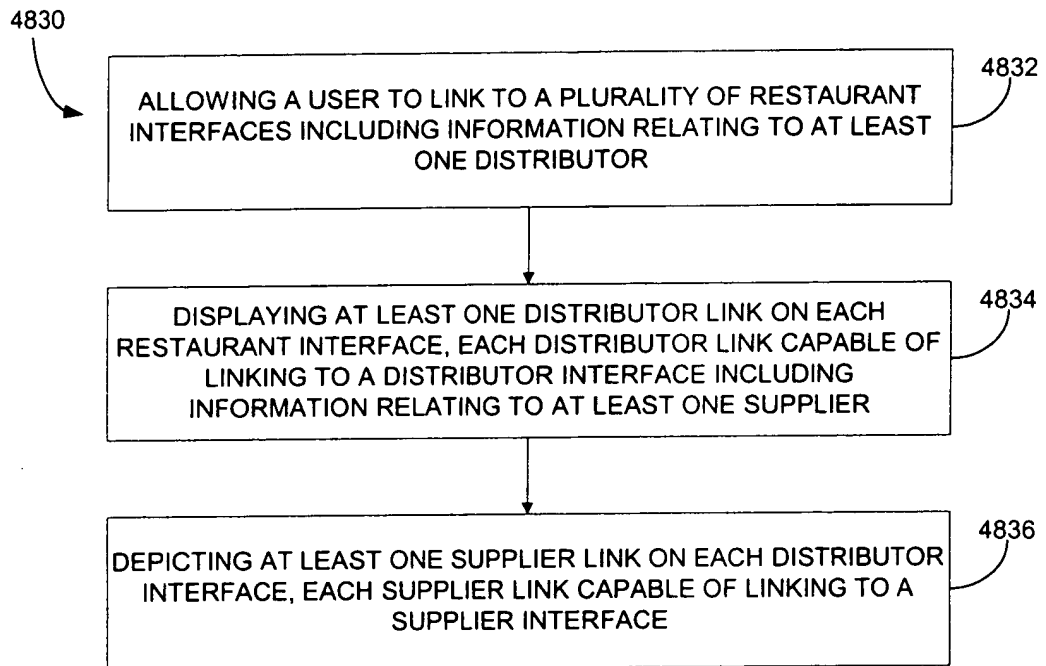 4830
4832
ALLOWING A USER TO LINK TO A PLURALITY OF RESTAURANT
INTERFACES INCLUDING INFORMATION RELATING TO AT LEAST
ONE DISTRIBUTOR
4834
DISPLAYING AT LEAST ONE DISTRIBUTOR LINK ON EACH
RESTAURANT INTERFACE, EACH DISTRIBUTOR LINK CAPABLE OF
LINKING TO A DISTRIBUTOR INTERFACE INCLUDING
INFORMATION RELATING TO AT LEAST ONE SUPPLIER
4836
DEPICTING AT LEAST ONE SUPPLIER LINK ON EACH DISTRIBUTOR
INTERFACE, EACH SUPPLIER LINK CAPABLE OF LINKING TO A
SUPPLIER INTERFACE